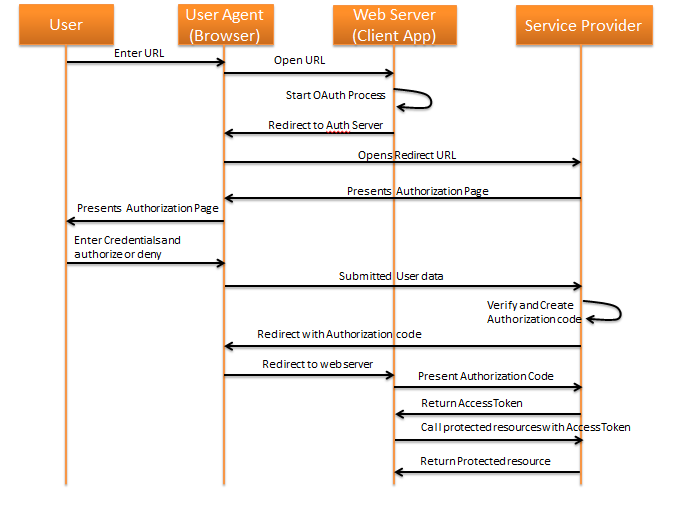 User
User Agent
(Browser)
Web Server
(Client App)
Service Provider
Enter URL
Open URL
Start OAuth Process
Redirect to Auth Server
Opens Redirect URL
Presents Authorization Page
Presents Authorization Page
Enter Credentials and
authorize or deny
Submitted User data
Verify and Create
Authorization code
Redirect with Authorization code
Redirect to web server
Present Authorization Code
Return Access Token
Call protected resources with Access Token
Return Protected resource